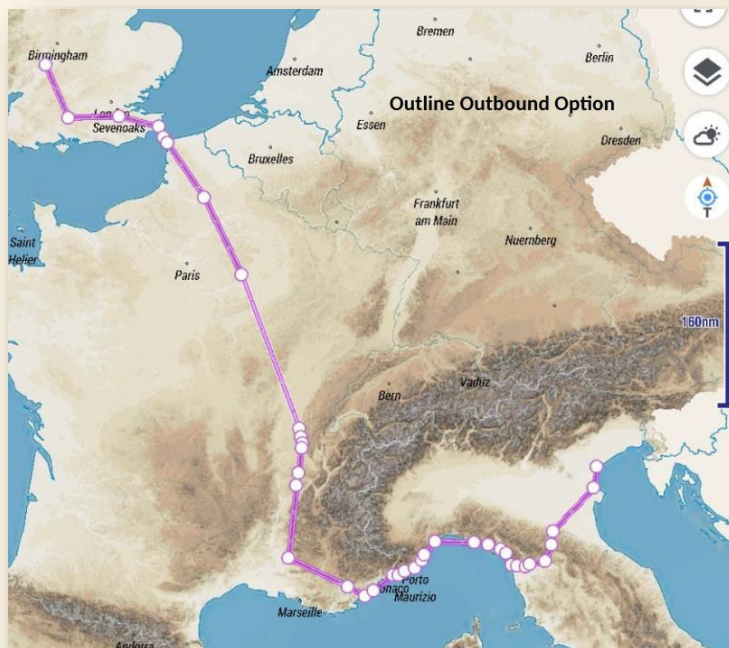 Bremen
Birmingham
Berlin
Amsterdam
Outline Outbound Option
London
Sevenoaks
Essen
Dresden
Bruxelles
Frankfurt
am Main
Saint
Helier
Nuernberg
Paris
160nm
Bern
Vaduz
Porto
Maurizio
Marseille
Andorra
T